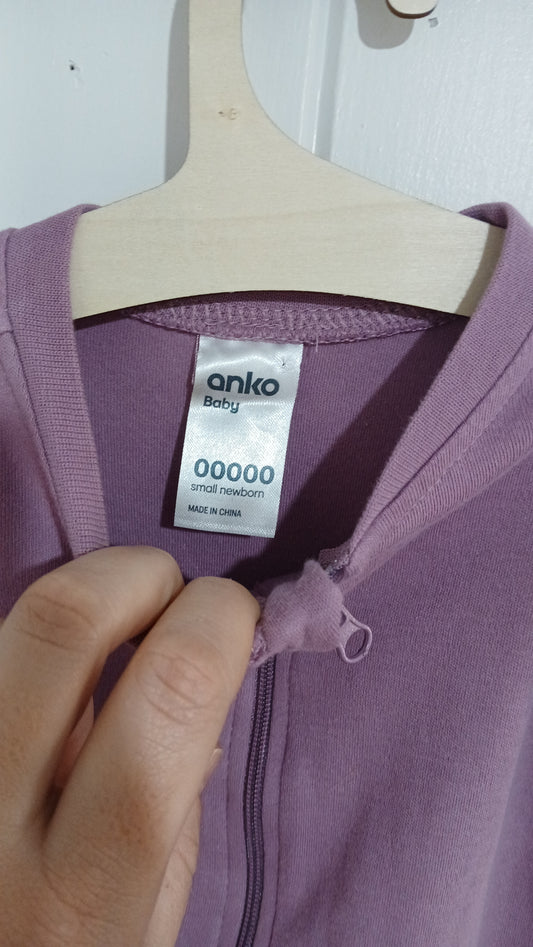 anko
Baby
00000
small newborn
MADE IN CHINA